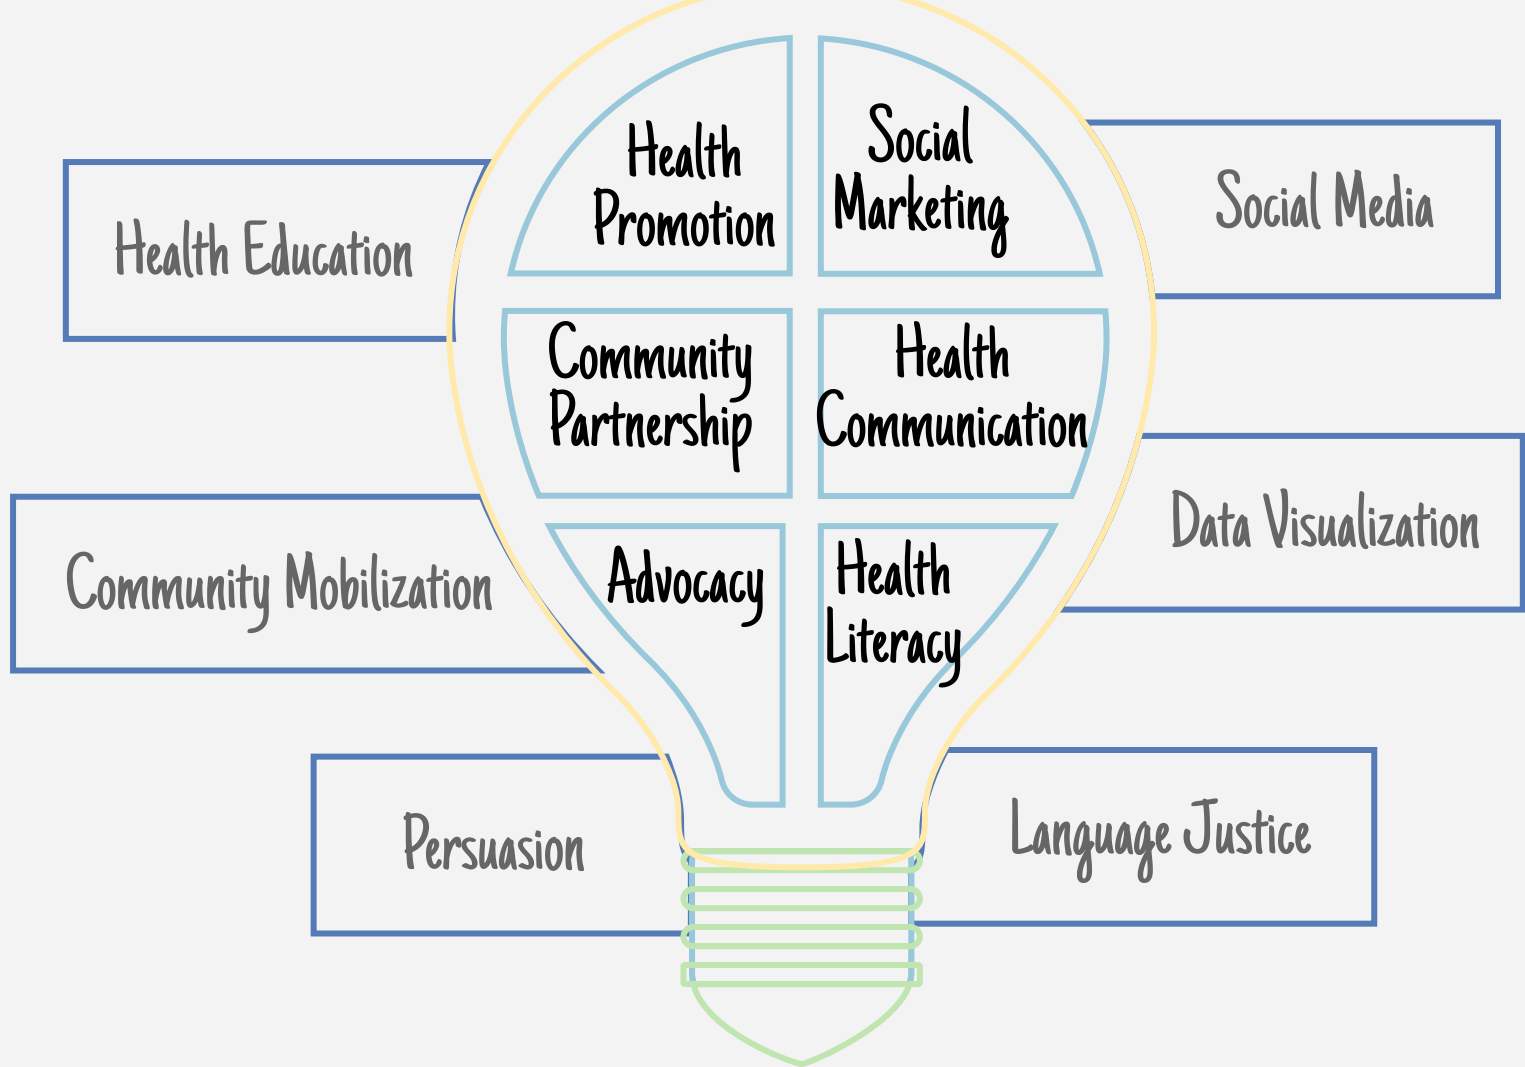 Health
Promotion
Social
Marketing
Health Education
Social Media
Community
Partnership
Health
Communication
Community Mobilization
Data Visualization
Advocacy
Health
Literacy
Persuasion
Language Justice